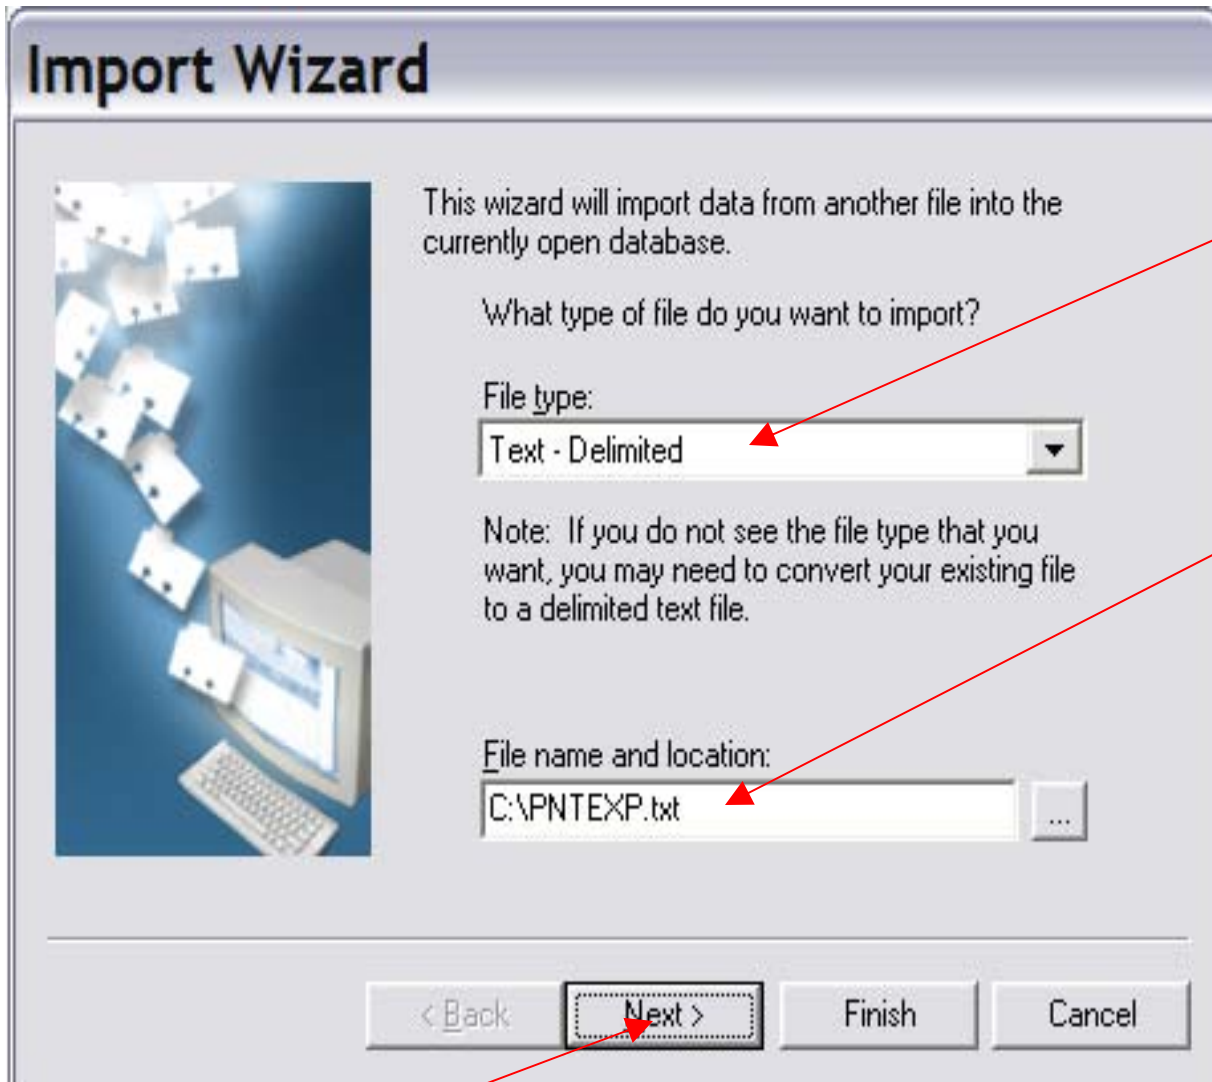 Import Wizard
This wizard will import data from another file into the
currently open database.
What type of file do you want to import?
File type:
Text - Delimited
Note: If you do not see the file type that you
want, you may need to convert your existing file
to a delimited text file.
File name and location:
C:\PNTEXP.txt
...
< Back Next > Finish Cancel